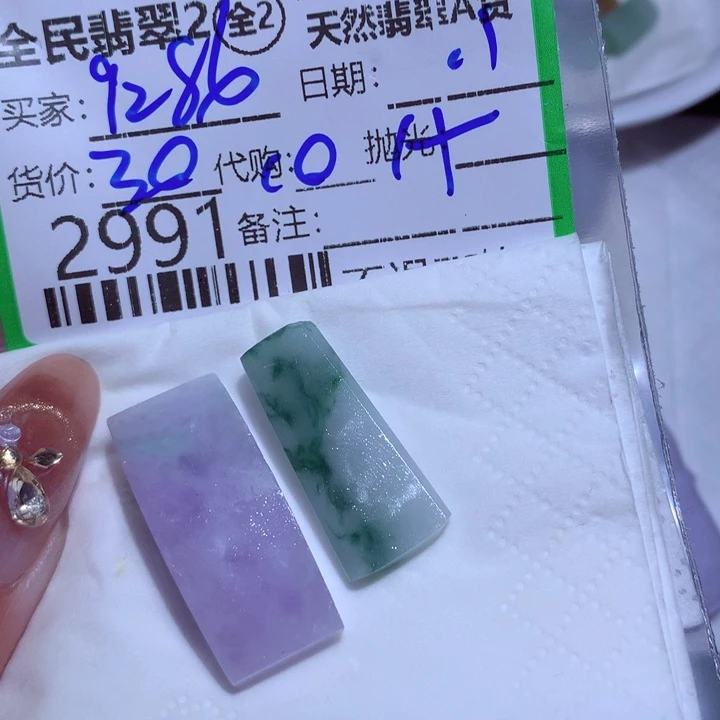 全民翡翠2 全2 天然翡翠A货
买家: 9286 日期: .1
货价: 30 代购: 10 抛光 14
2991 备注: